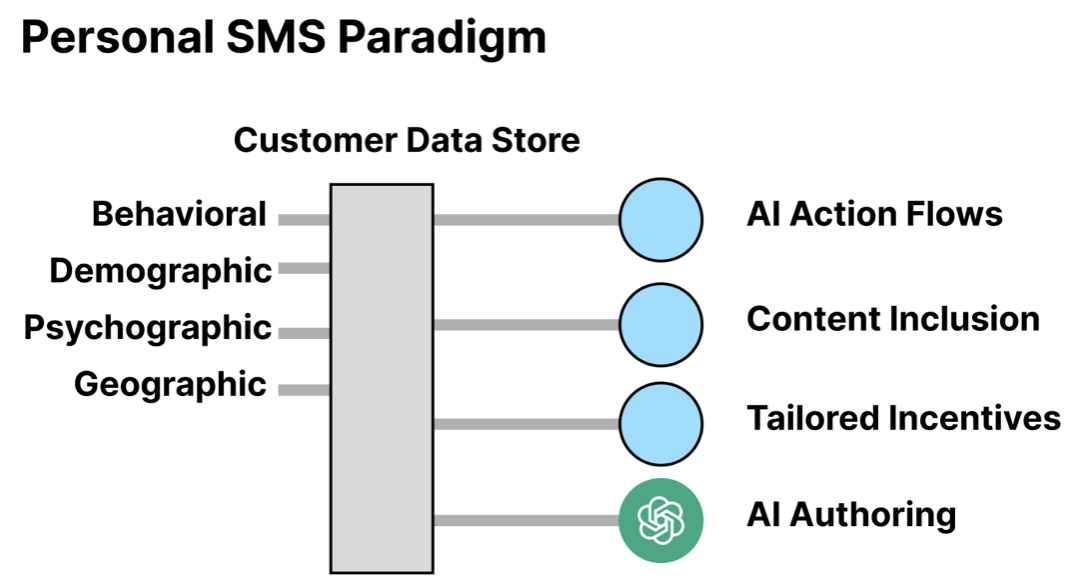 Personal SMS Paradigm
Customer Data Store
Behavioral
Demographic
Psychographic
Geographic
AI Action Flows
Content Inclusion
Tailored Incentives
AI Authoring